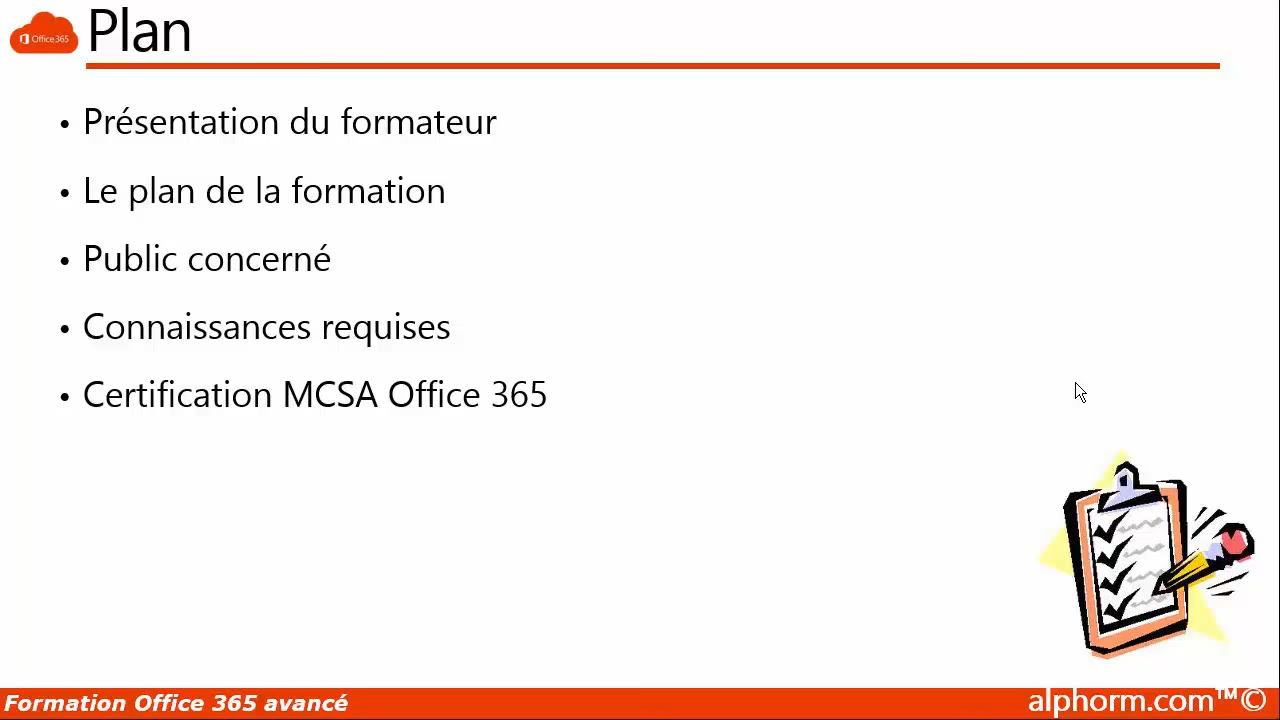 Office 365
Plan
• Présentation du formateur
• Le plan de la formation
• Public concerné
• Connaissances requises
• Certification MCSA Office 365
Formation Office 365 avancé
alphorm.com™©